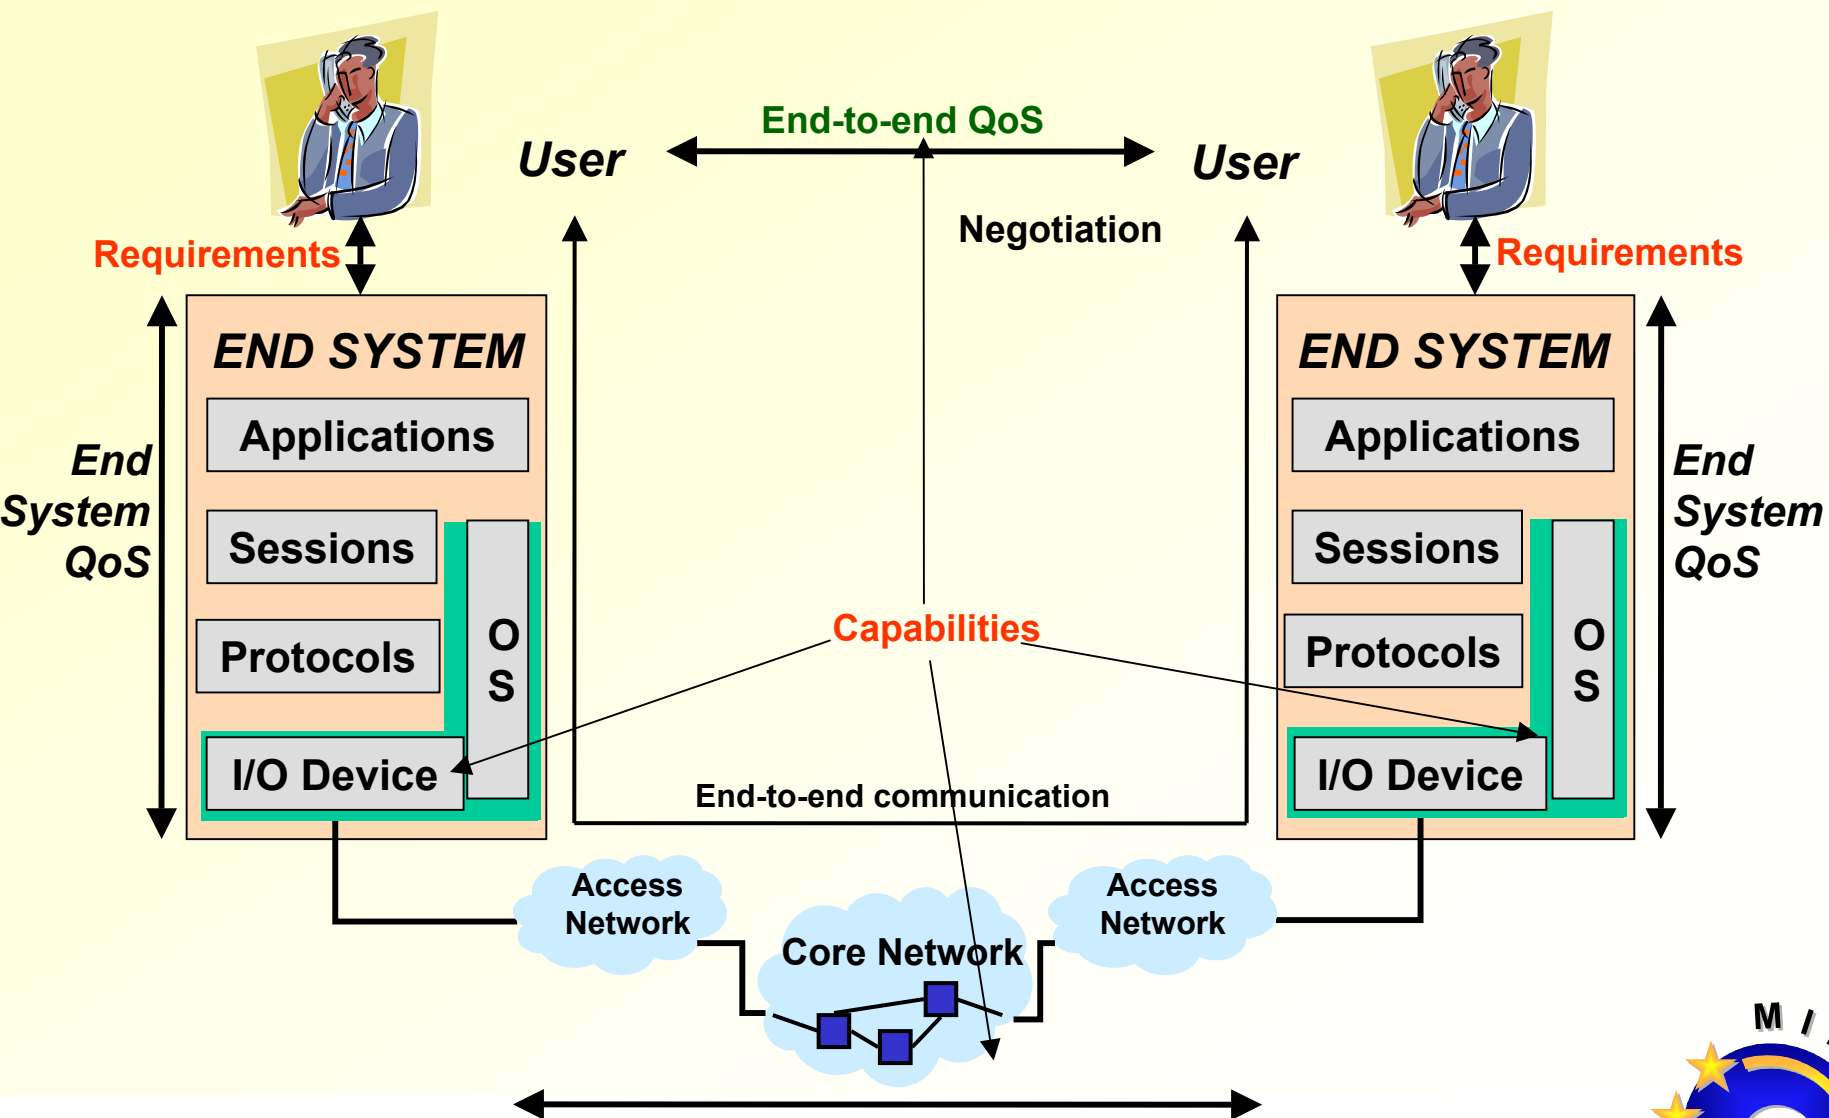 End-to-end QoS
User
User
Negotiation
Requirements
Requirements
END SYSTEM
END SYSTEM
Applications
Applications
End
System
QoS
End
System
QoS
Sessions
Sessions
Protocols
Protocols
O
S
O
S
Capabilities
I/O Device
I/O Device
End-to-end communication
Access
Network
Access
Network
Core Network